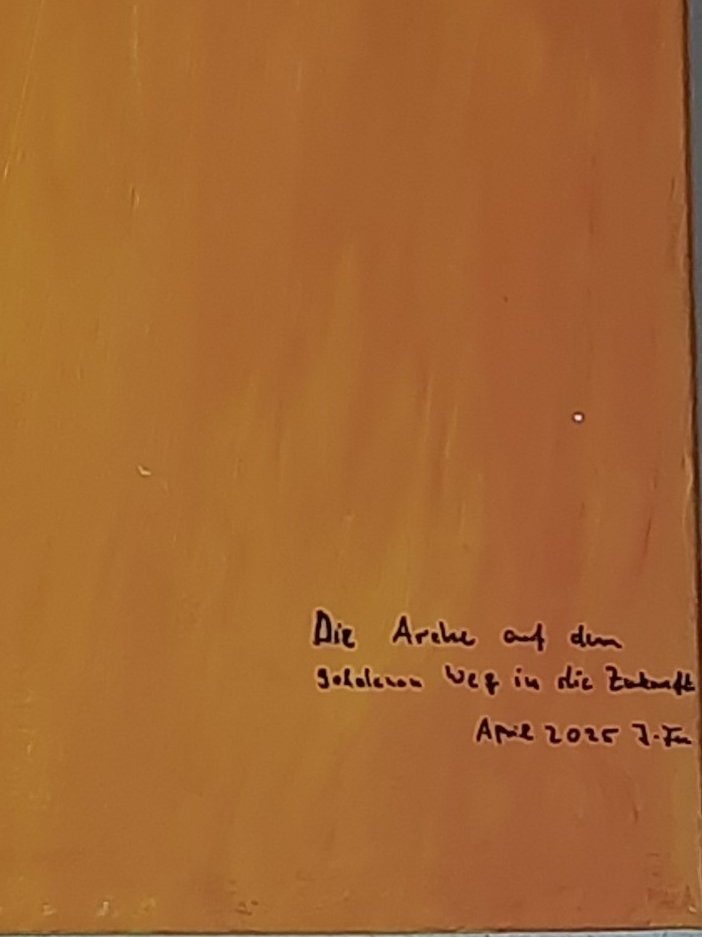 Die Arche auf dem
goldenen Weg in die Zukunft
April 2025